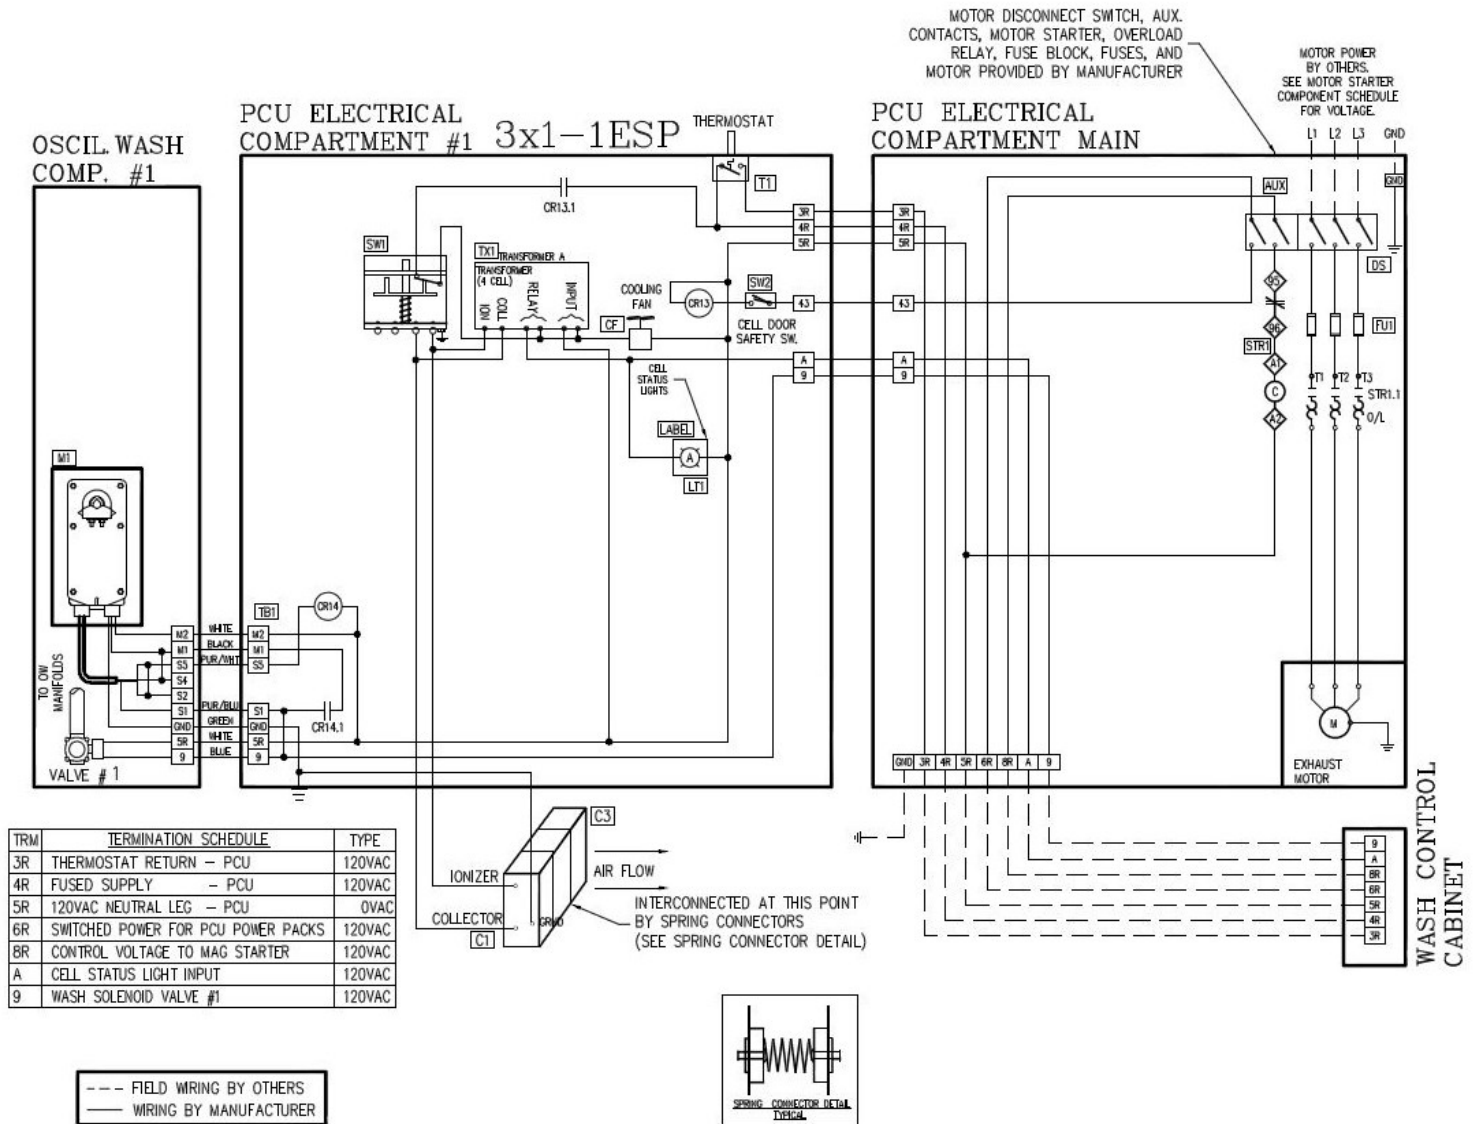 MOTOR DISCONNECT SWITCH, AUX.
CONTACTS, MOTOR STARTER, OVERLOAD
RELAY, FUSE BLOCK, FUSES, AND
MOTOR PROVIDED BY MANUFACTURER
MOTOR POWER
BY OTHERS.
SEE MOTOR STARTER
COMPONENT SCHEDULE
FOR VOLTAGE.
L1 L2 L3 GND
OSCIL. WASH
COMP. #1
PCU ELECTRICAL
COMPARTMENT #1 3x1-1ESP
THERMOSTAT
T1
PCU ELECTRICAL
COMPARTMENT MAIN
CR13.1
SW1
TX1 TRANSFORMER A
TRANSFORMER
(4 CELL)
ION
COLL
RELAY
INPUT
COOLING
FAN
CF
CR13
SW2
CELL DOOR
SAFETY SW.
CELL
STATUS
LIGHTS
LABEL
A
LT1
3R
4R
5R
43
A
9
3R
4R
5R
43
A
9
AUX
GND
DS
95
96
STR1
A1
C
A2
FU1
T1 T2 T3
STR1.1
O/L
M1
TO OW
MANIFOLDS
VALVE # 1
M2
M1
S5
S4
S2
S1
GND
5R
9
WHITE
BLACK
PUR/WHT
PUR/BLU
GREEN
WHITE
BLUE
TB1
M2
M1
S5
S1
GND
5R
9
CR14
CR14.1
M
EXHAUST
MOTOR
GND 3R 4R 5R 6R 8R A 9
C3
IONIZER
COLLECTOR
C1
GRND
AIR FLOW
INTERCONNECTED AT THIS POINT
BY SPRING CONNECTORS
(SEE SPRING CONNECTOR DETAIL)
9
A
8R
6R
5R
4R
3R
WASH CONTROL
CABINET
TRM TERMINATION SCHEDULE TYPE
3R THERMOSTAT RETURN - PCU 120VAC
4R FUSED SUPPLY - PCU 120VAC
5R 120VAC NEUTRAL LEG - PCU 0VAC
6R SWITCHED POWER FOR PCU POWER PACKS 120VAC
8R CONTROL VOLTAGE TO MAG STARTER 120VAC
A CELL STATUS LIGHT INPUT 120VAC
9 WASH SOLENOID VALVE #1 120VAC
--- FIELD WIRING BY OTHERS
— WIRING BY MANUFACTURER
SPRING CONNECTOR DETAIL
TYPICAL